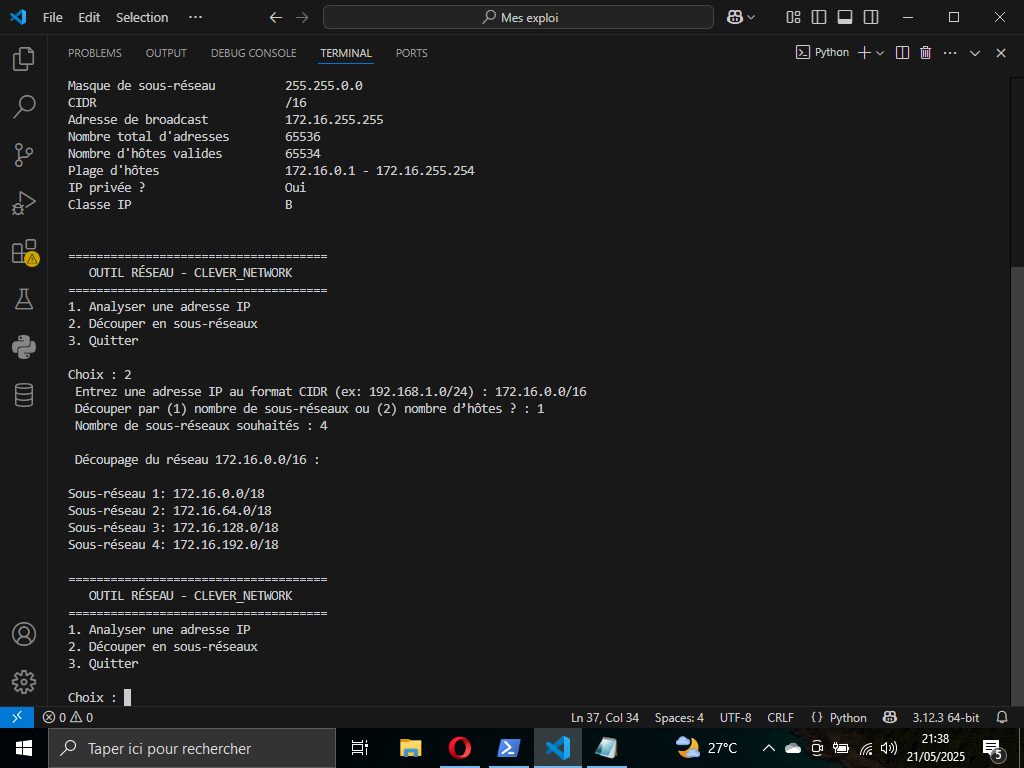 File Edit Selection ··· Mes exploi
PROBLEMS OUTPUT DEBUG CONSOLE TERMINAL PORTS Python
Masque de sous-réseau 255.255.0.0
CIDR /16
Adresse de broadcast 172.16.255.255
Nombre total d'adresses 65536
Nombre d'hôtes valides 65534
Plage d'hôtes 172.16.0.1 - 172.16.255.254
IP privée ? Oui
Classe IP B
=====================================
OUTIL RÉSEAU - CLEVER_NETWORK
=====================================
1. Analyser une adresse IP
2. Découper en sous-réseaux
3. Quitter
Choix : 2
Entrez une adresse IP au format CIDR (ex: 192.168.1.0/24) : 172.16.0.0/16
Découper par (1) nombre de sous-réseaux ou (2) nombre d’hôtes ? : 1
Nombre de sous-réseaux souhaités : 4
Découpage du réseau 172.16.0.0/16 :
Sous-réseau 1: 172.16.0.0/18
Sous-réseau 2: 172.16.64.0/18
Sous-réseau 3: 172.16.128.0/18
Sous-réseau 4: 172.16.192.0/18
=====================================
OUTIL RÉSEAU - CLEVER_NETWORK
=====================================
1. Analyser une adresse IP
2. Découper en sous-réseaux
3. Quitter
Choix :
0 0 Ln 37, Col 34 Spaces: 4 UTF-8 CRLF {} Python 3.12.3 64-bit
Taper ici pour rechercher 27°C 21:38
21/05/2025 5